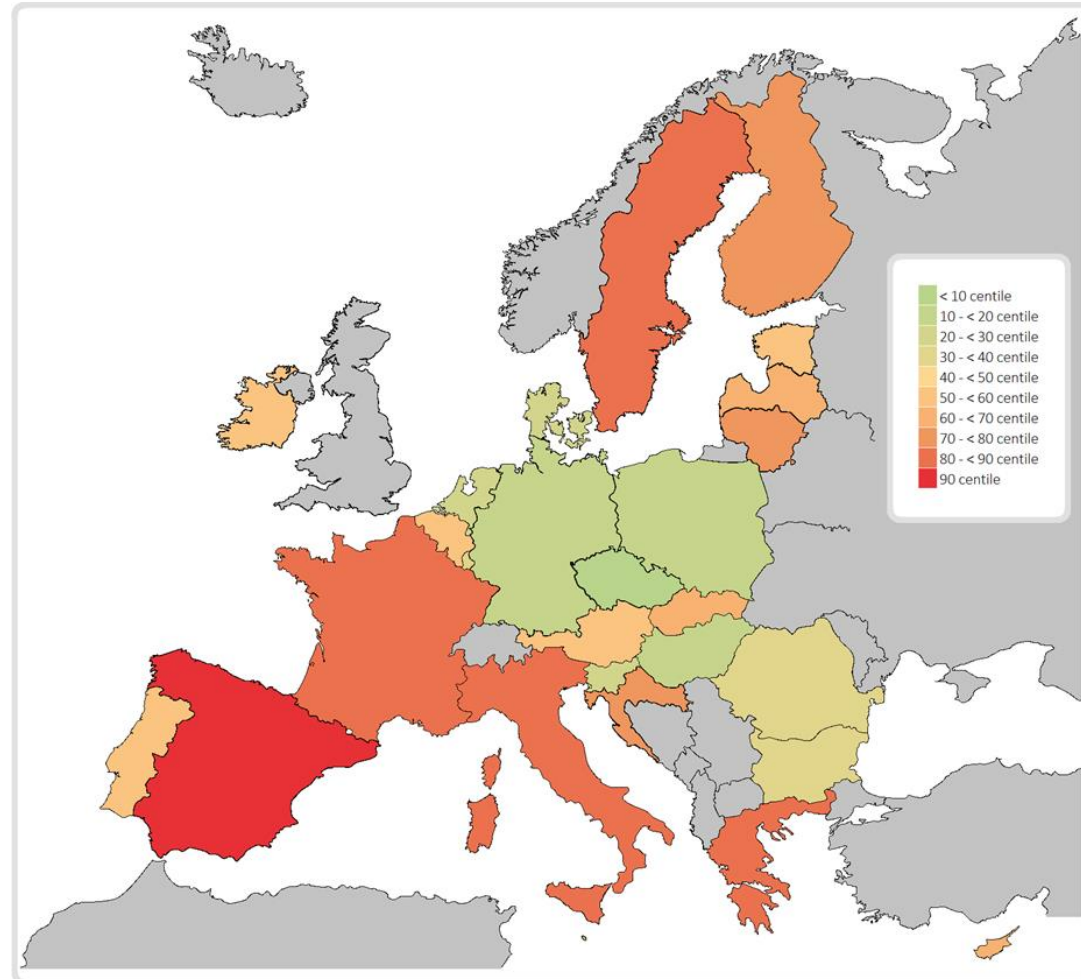 < 10 centile
10 - < 20 centile
20 - < 30 centile
30 - < 40 centile
40 - < 50 centile
50 - < 60 centile
60 - < 70 centile
70 - < 80 centile
80 - < 90 centile
90 centile